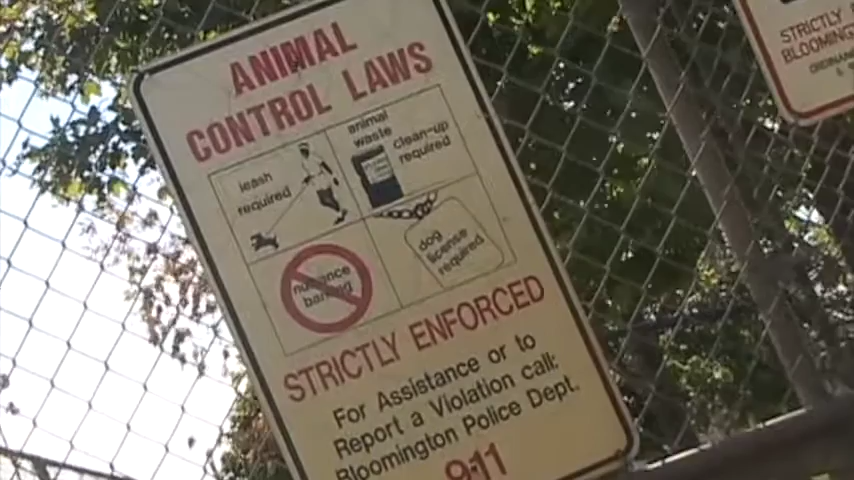 ANIMAL
CONTROL LAWS
leash
required
animal
waste
clean-up
required
nuisance
barking
dog
license
required
STRICTLY ENFORCED
For Assistance or to
Report a Violation call:
Bloomington Police Dept.
911
STRICTLY
BLOOMING
ORDINANC